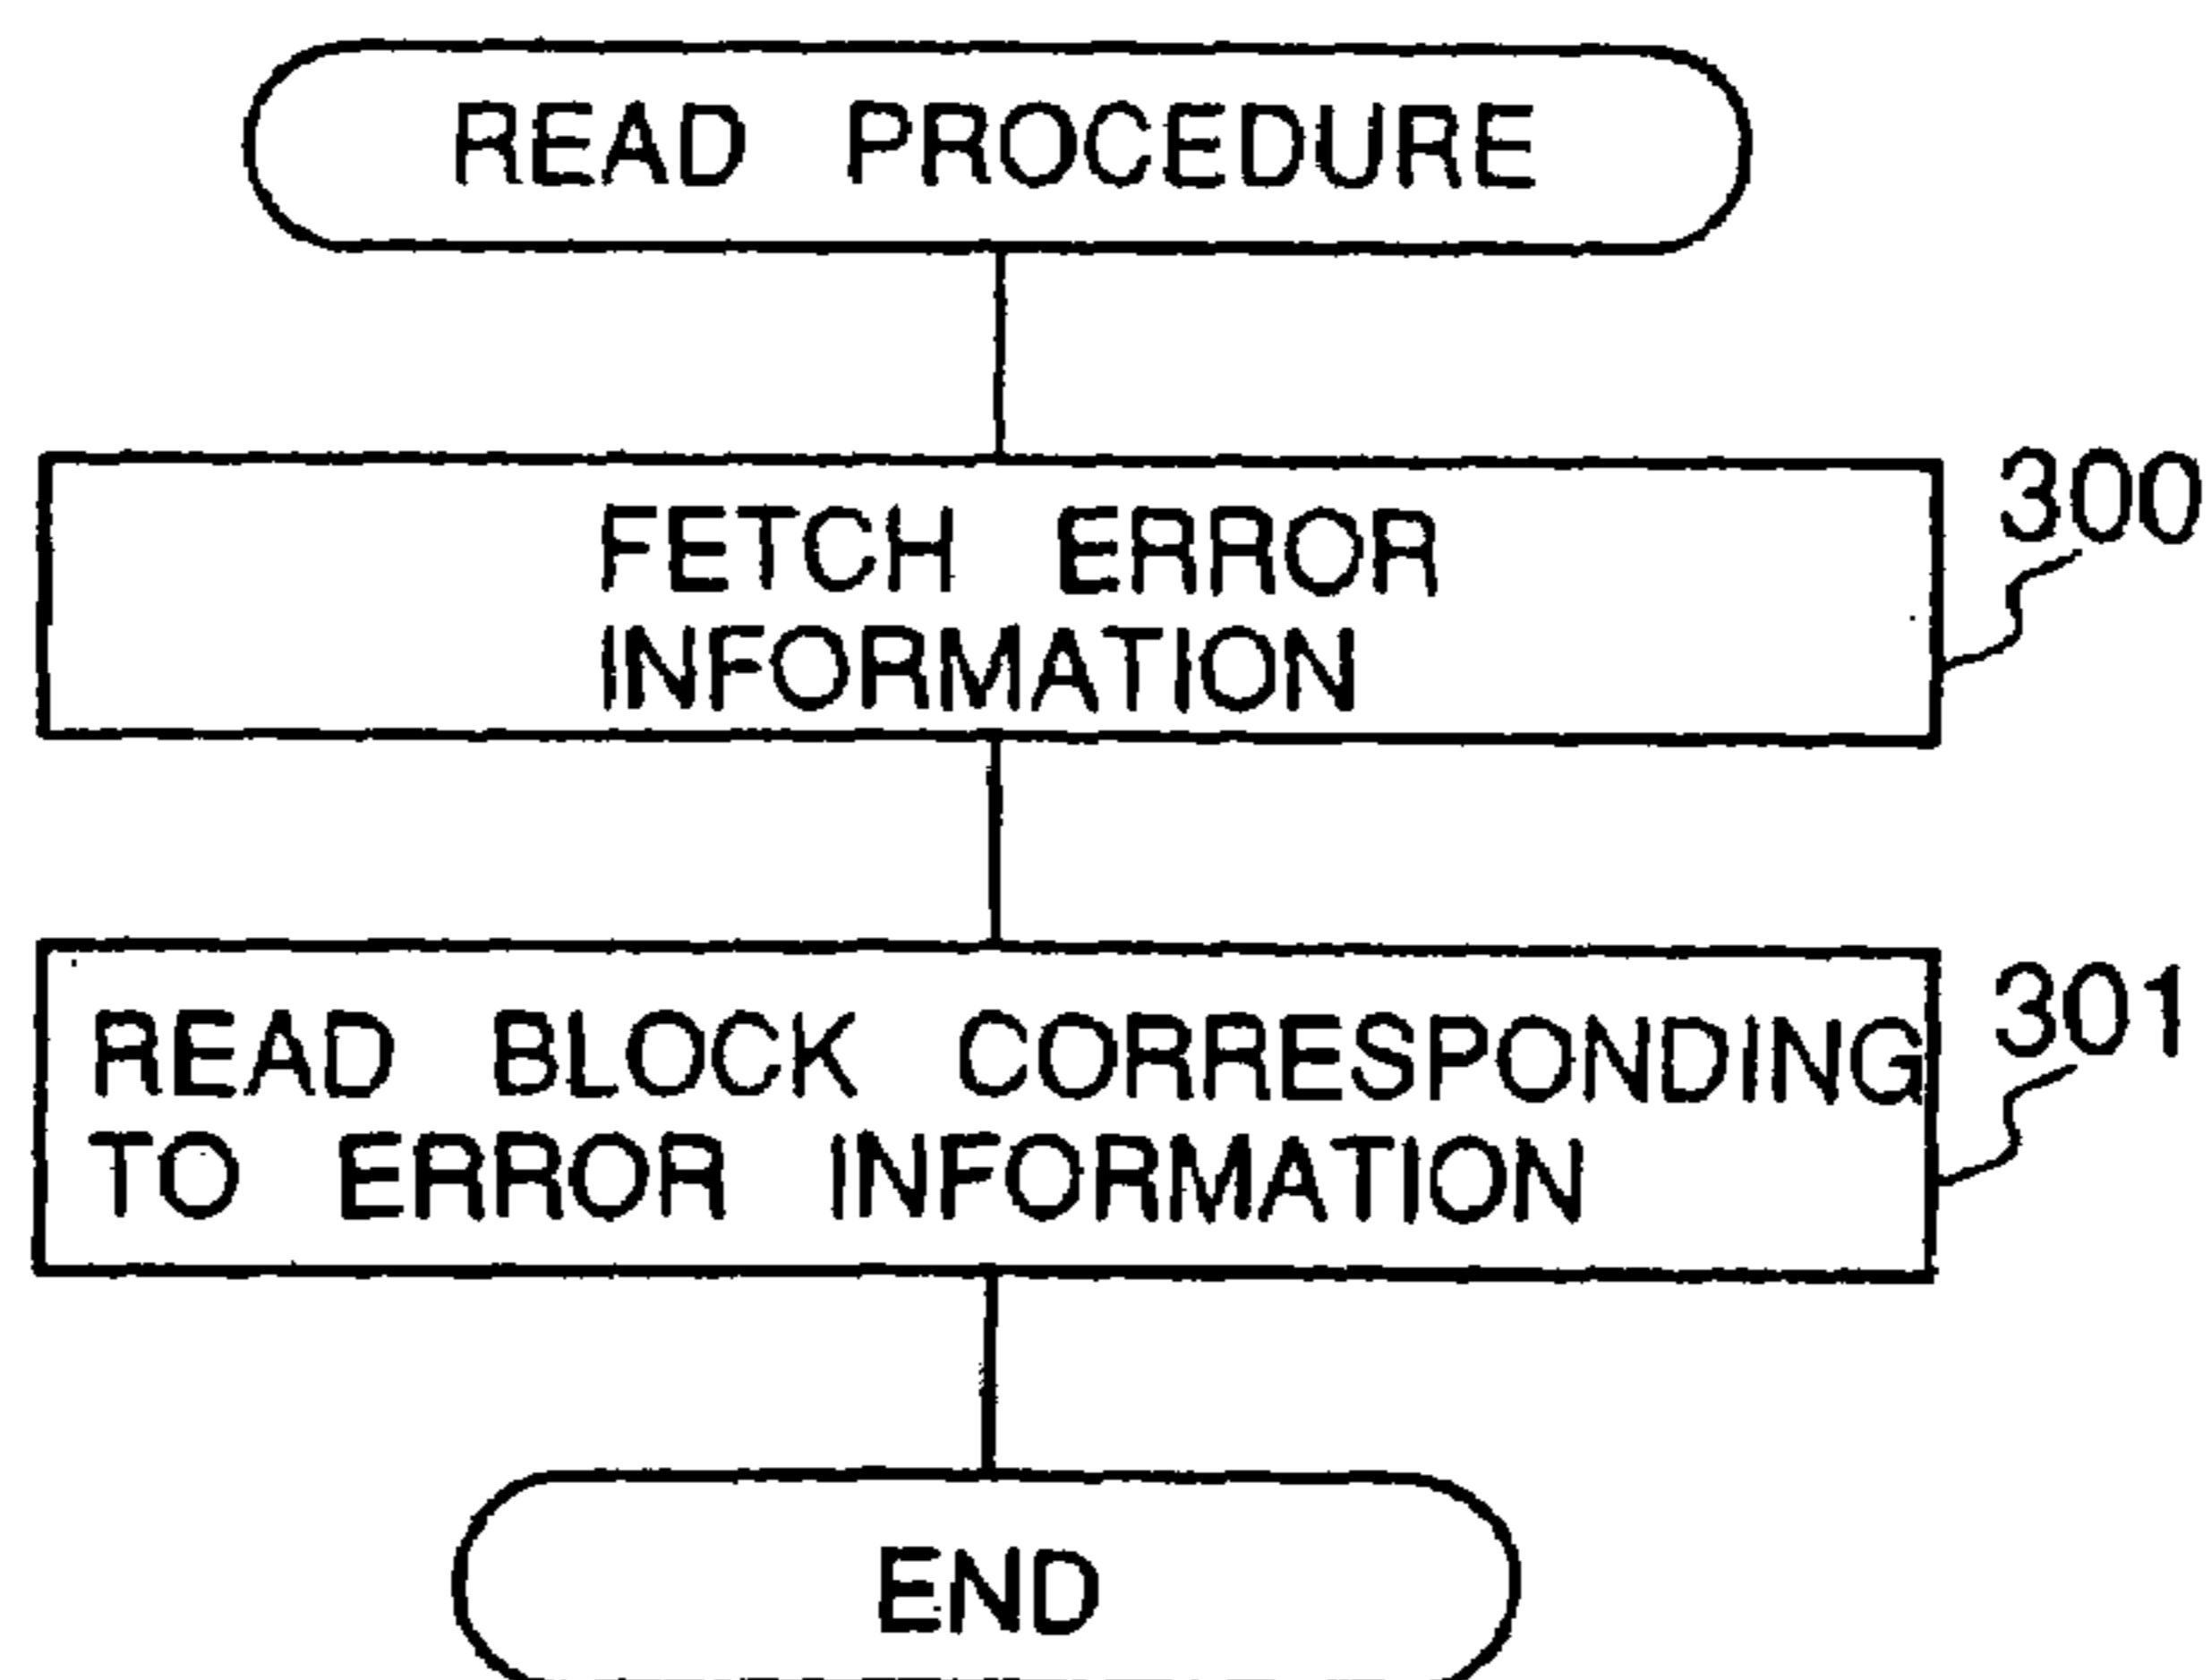 READ PROCEDURE
FETCH ERROR
INFORMATION
300
READ BLOCK CORRESPONDING
TO ERROR INFORMATION
301
END